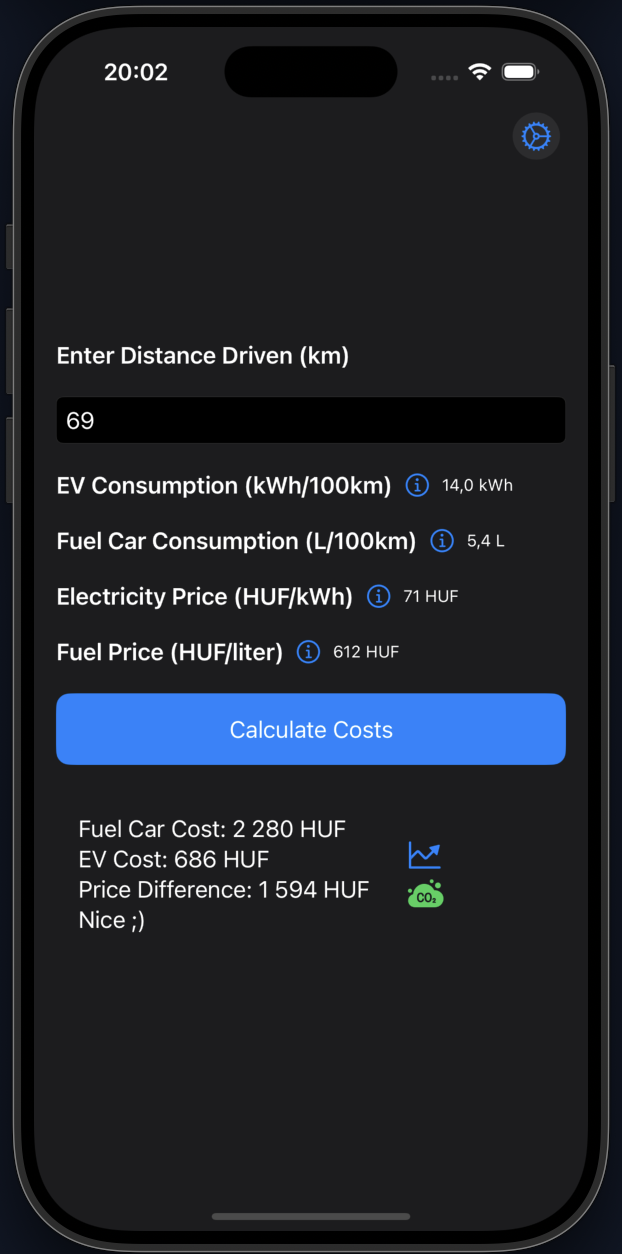 20:02
Enter Distance Driven (km)
69
EV Consumption (kWh/100km) 14,0 kWh
Fuel Car Consumption (L/100km) 5,4 L
Electricity Price (HUF/kWh) 71 HUF
Fuel Price (HUF/liter) 612 HUF
Calculate Costs
Fuel Car Cost: 2 280 HUF
EV Cost: 686 HUF
Price Difference: 1 594 HUF
CO₂
Nice ;)